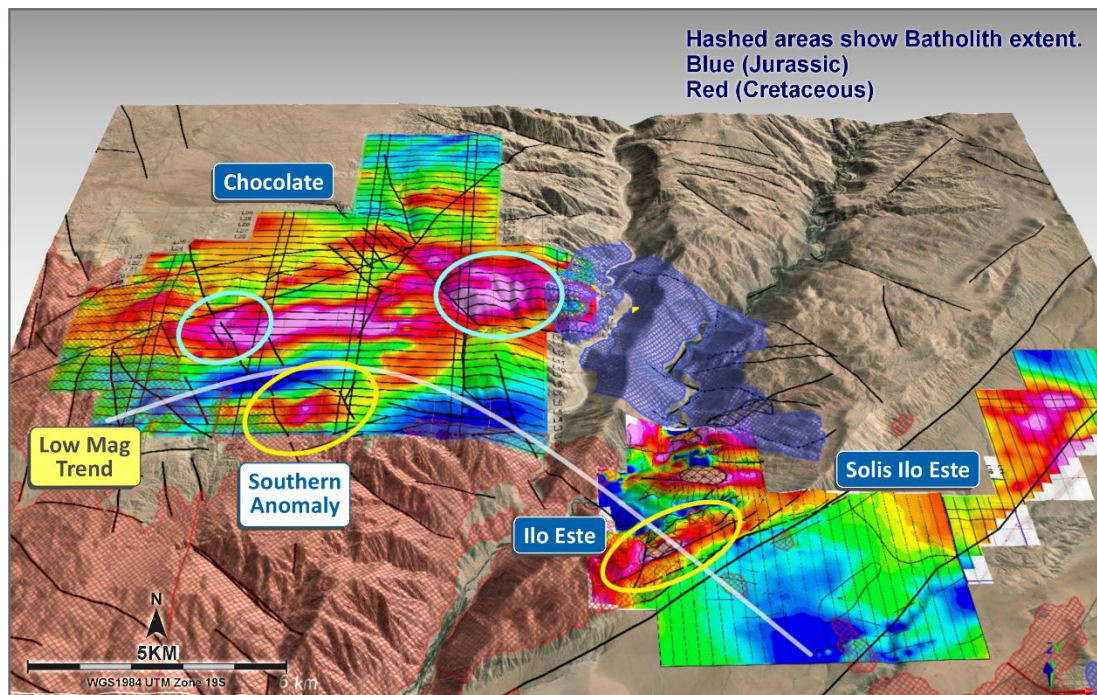 Hashed areas show Batholith extent.
Blue (Jurassic)
Red (Cretaceous)
Chocolate
Low Mag
Trend
Southern
Anomaly
Ilo Este
Solis Ilo Este
N
5KM
WGS1984 UTM Zone 19S
km